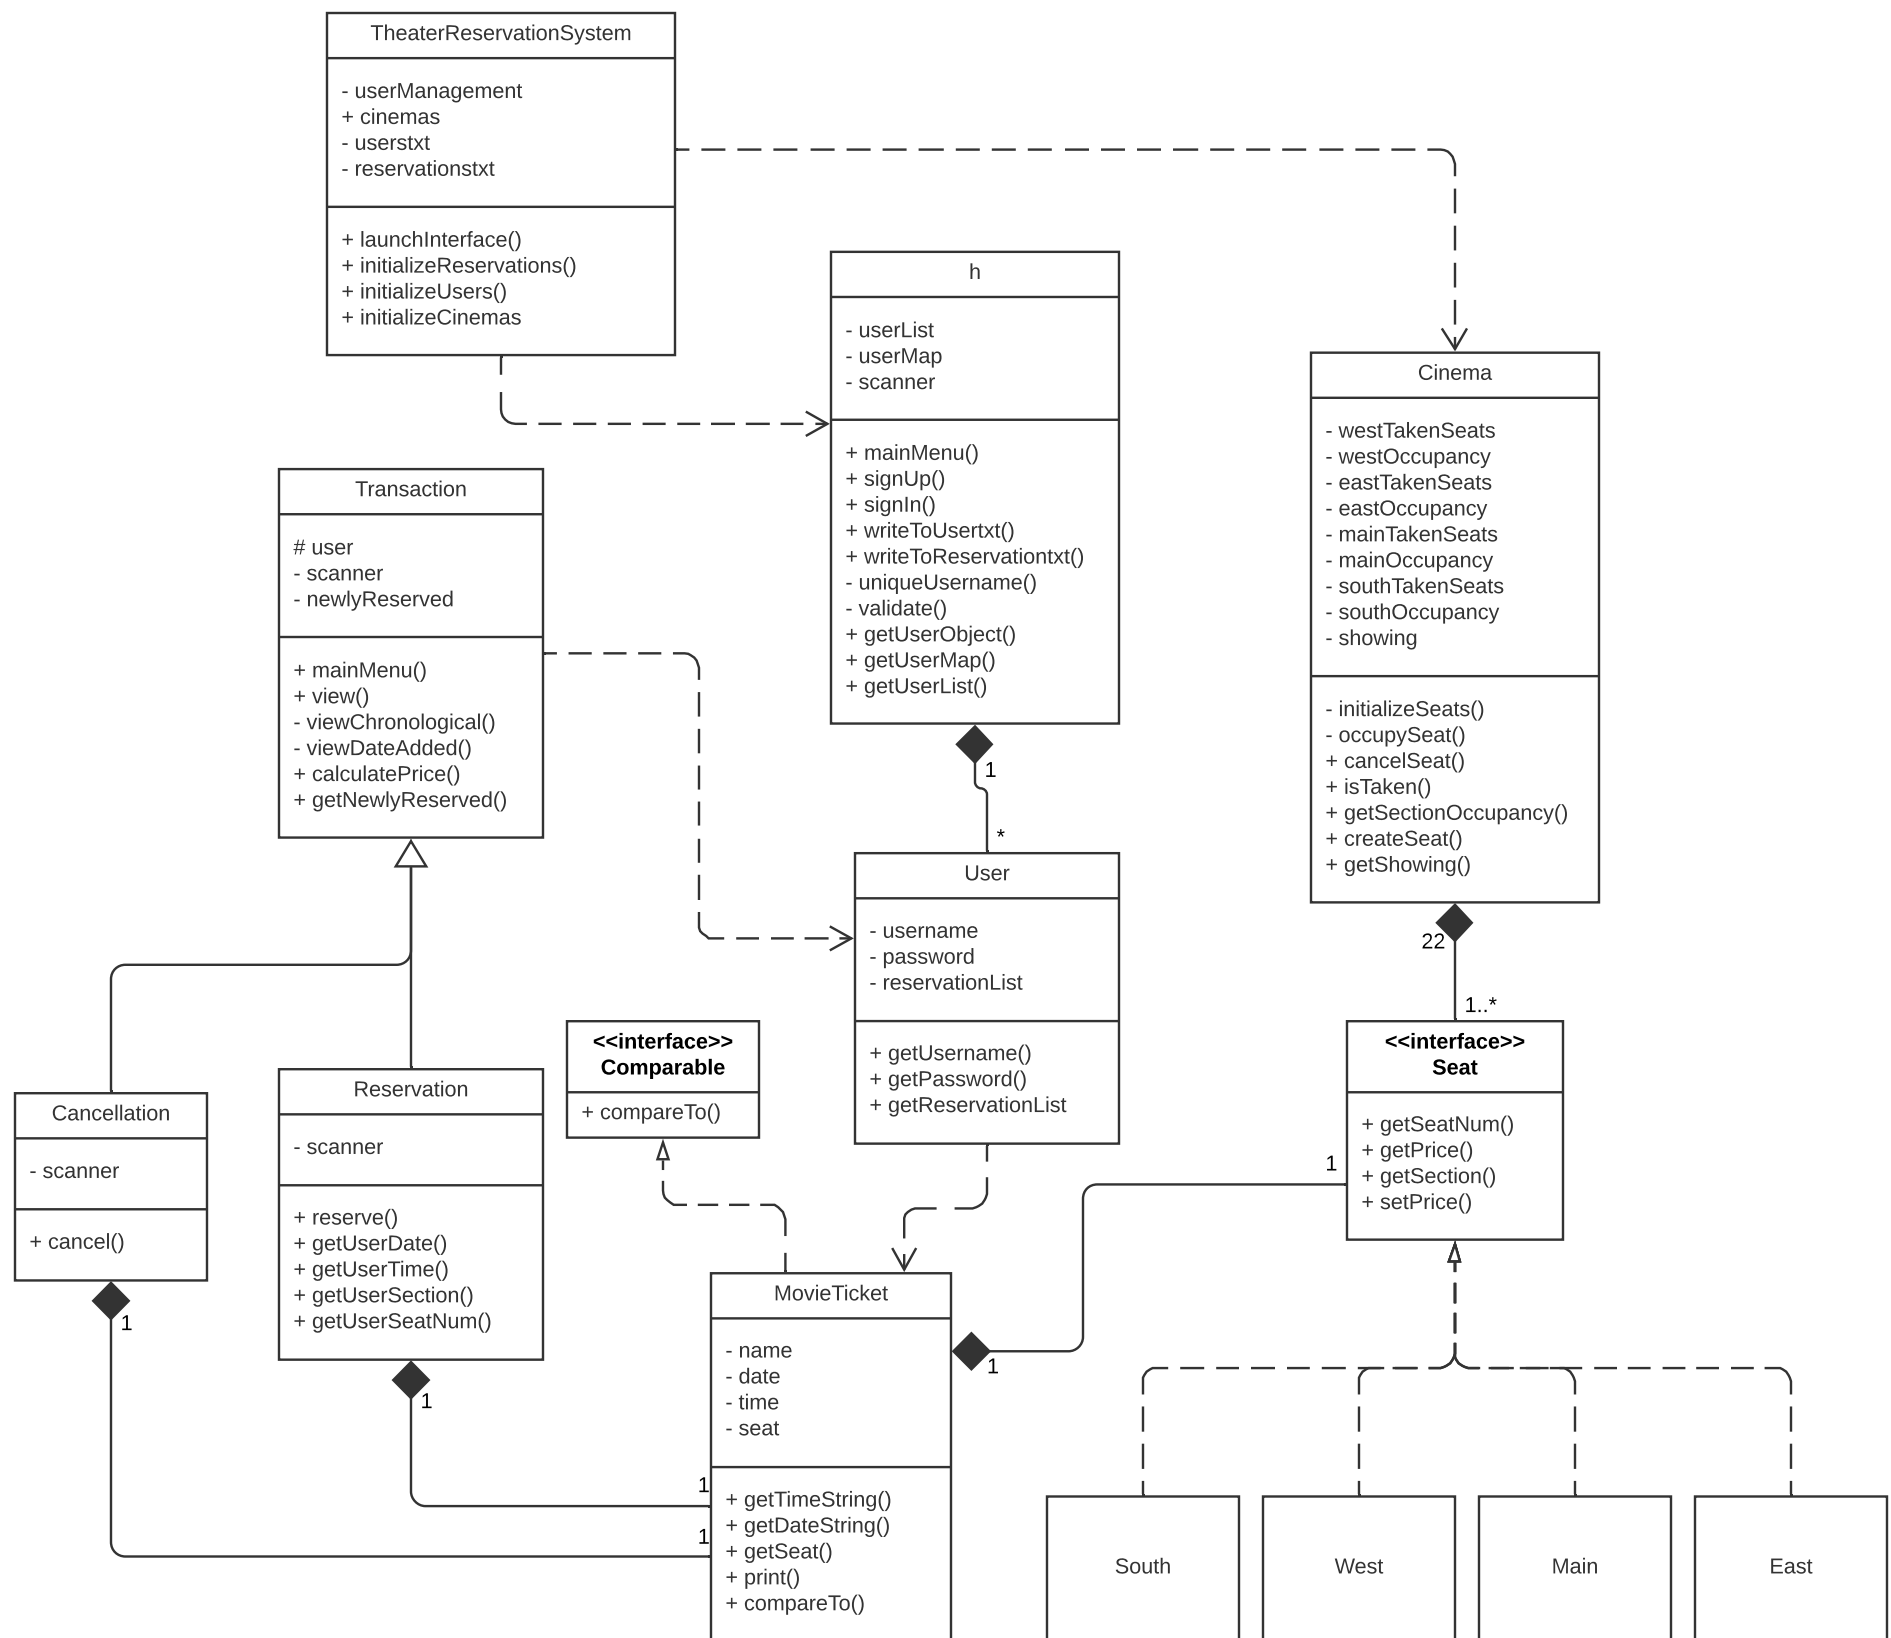 TheaterReservationSystem
- userManagement
+ cinemas
- userstxt
- reservationstxt
+ launchInterface()
+ initializeReservations()
+ initializeUsers()
+ initializeCinemas
h
- userList
- userMap
- scanner
+ mainMenu()
+ signUp()
+ signIn()
+ writeToUsertxt()
+ writeToReservationtxt()
- uniqueUsername()
- validate()
+ getUserObject()
+ getUserMap()
+ getUserList()
1
*
Cinema
- westTakenSeats
- westOccupancy
- eastTakenSeats
- eastOccupancy
- mainTakenSeats
- mainOccupancy
- southTakenSeats
- southOccupancy
- showing
- initializeSeats()
- occupySeat()
+ cancelSeat()
+ isTaken()
+ getSectionOccupancy()
+ createSeat()
+ getShowing()
22
1..*
Transaction
# user
- scanner
- newlyReserved
+ mainMenu()
+ view()
- viewChronological()
- viewDateAdded()
+ calculatePrice()
+ getNewlyReserved()
User
- username
- password
- reservationList
+ getUsername()
+ getPassword()
+ getReservationList
<<interface>>
Comparable
+ compareTo()
<<interface>>
Seat
+ getSeatNum()
+ getPrice()
+ getSection()
+ setPrice()
1
Cancellation
- scanner
+ cancel()
1
Reservation
- scanner
+ reserve()
+ getUserDate()
+ getUserTime()
+ getUserSection()
+ getUserSeatNum()
1
MovieTicket
- name
- date
- time
- seat
+ getTimeString()
+ getDateString()
+ getSeat()
+ print()
+ compareTo()
1
1
1
South
West
Main
East